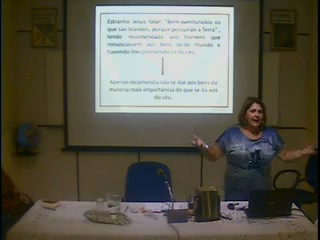 Estranho Jesus falar: "Bem-aventurados os
que são brandos, porque possuirão a Terra",
tendo recomendado aos homens que
renunciassem aos bens deste mundo e
havendo-lhes prometido os do céu.
Apenas recomenda não se dar aos bens da
matéria mais importância do que se da aos
do céu.